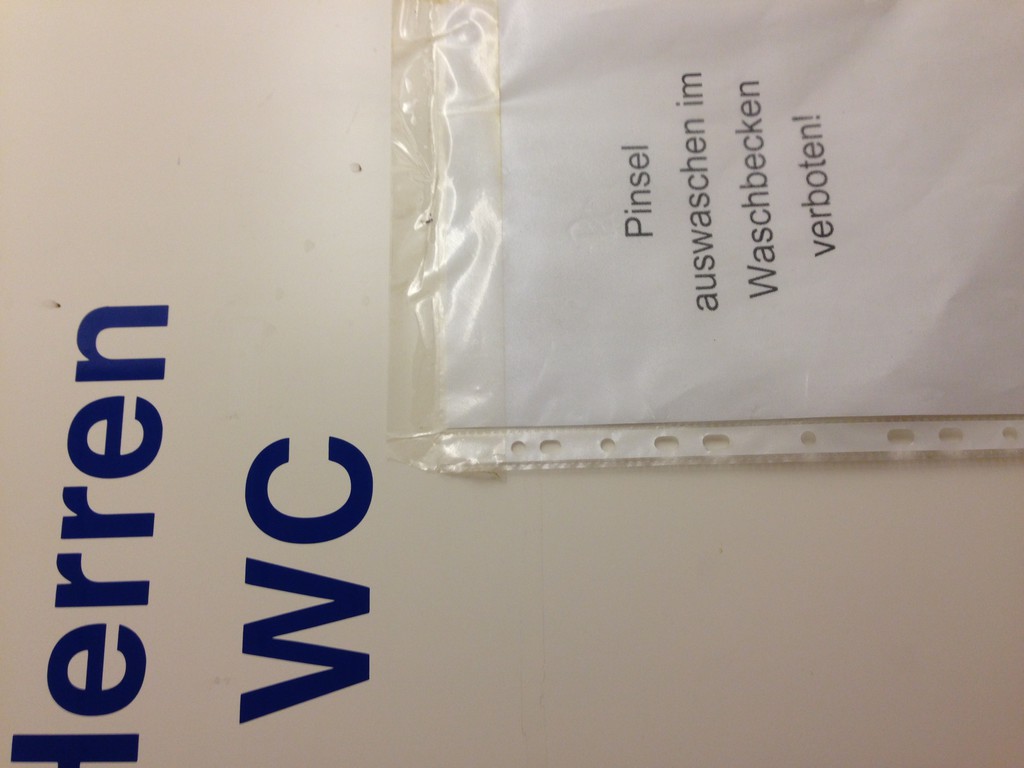 Herren
WC
Pinsel
auswaschen im
Waschbecken
verboten!